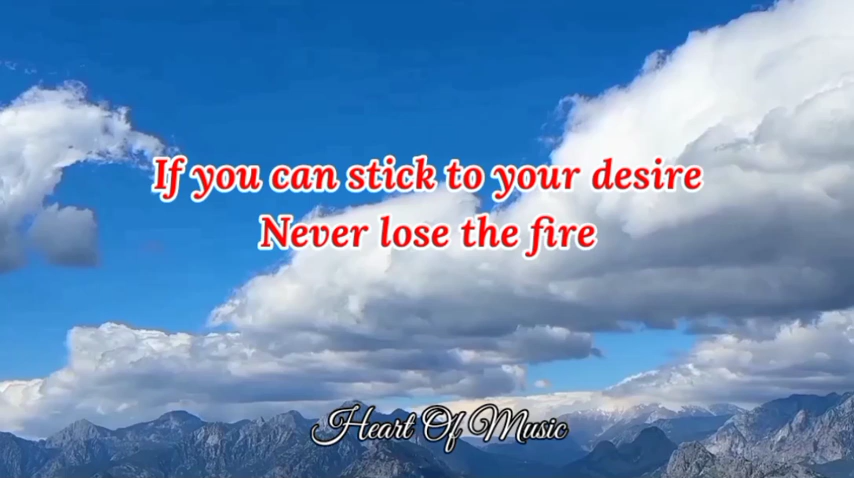 If you can stick to your desire
Never lose the fire
Heart Of Music